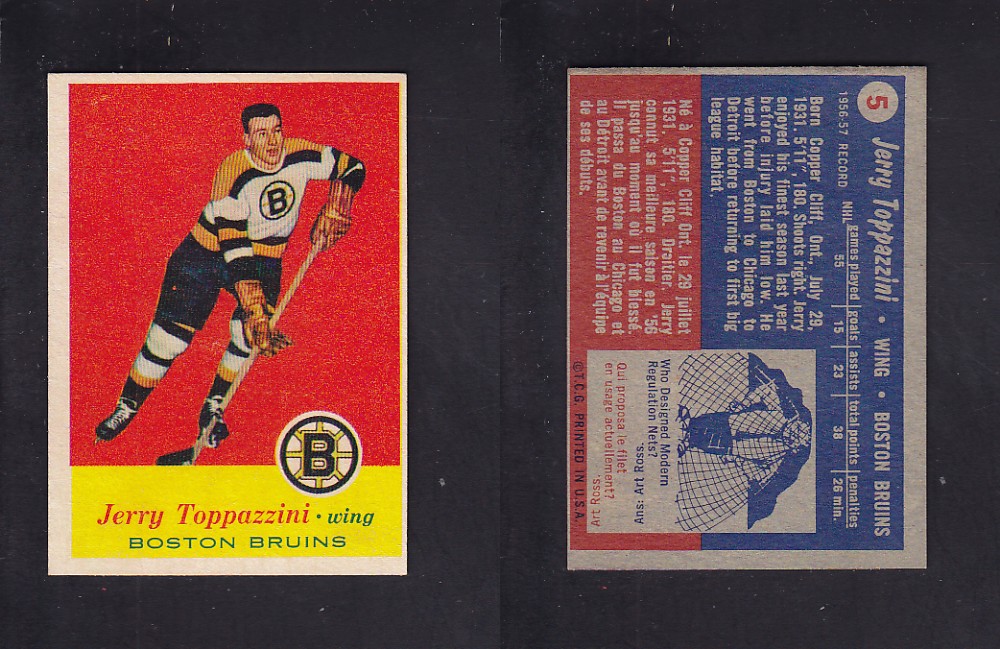 B
B
Jerry Toppazzini · wing
BOSTON BRUINS
5 Jerry Toppazzini • WING • BOSTON BRUINS
1956-57 RECORD games played goals assists total points penalties
NHL 55 15 23 38 26 min.
Born Copper Cliff, Ont., July 29,
1931. 5'11", 180. Shoots right. Jerry
enjoyed his finest season last year
before injury laid him low. He
went from Boston to Chicago to
Detroit before returning to first big
league habitat.
Né à Copper Cliff Ont. le 29 juillet
1931. 5'11", 180. Droitier. Jerry
connut sa meilleure saison en '56
jusqu'au moment où il fut blessé.
Il passa du Boston au Chicago et
au Détroit avant de revenir à l'équipe
de ses débuts.
Who Designed Modern
Regulation Nets?
Ans: Art Ross.
Qui proposa le filet
en usage actuellement?
Art Ross.
©T.C.G. PRINTED IN U.S.A.